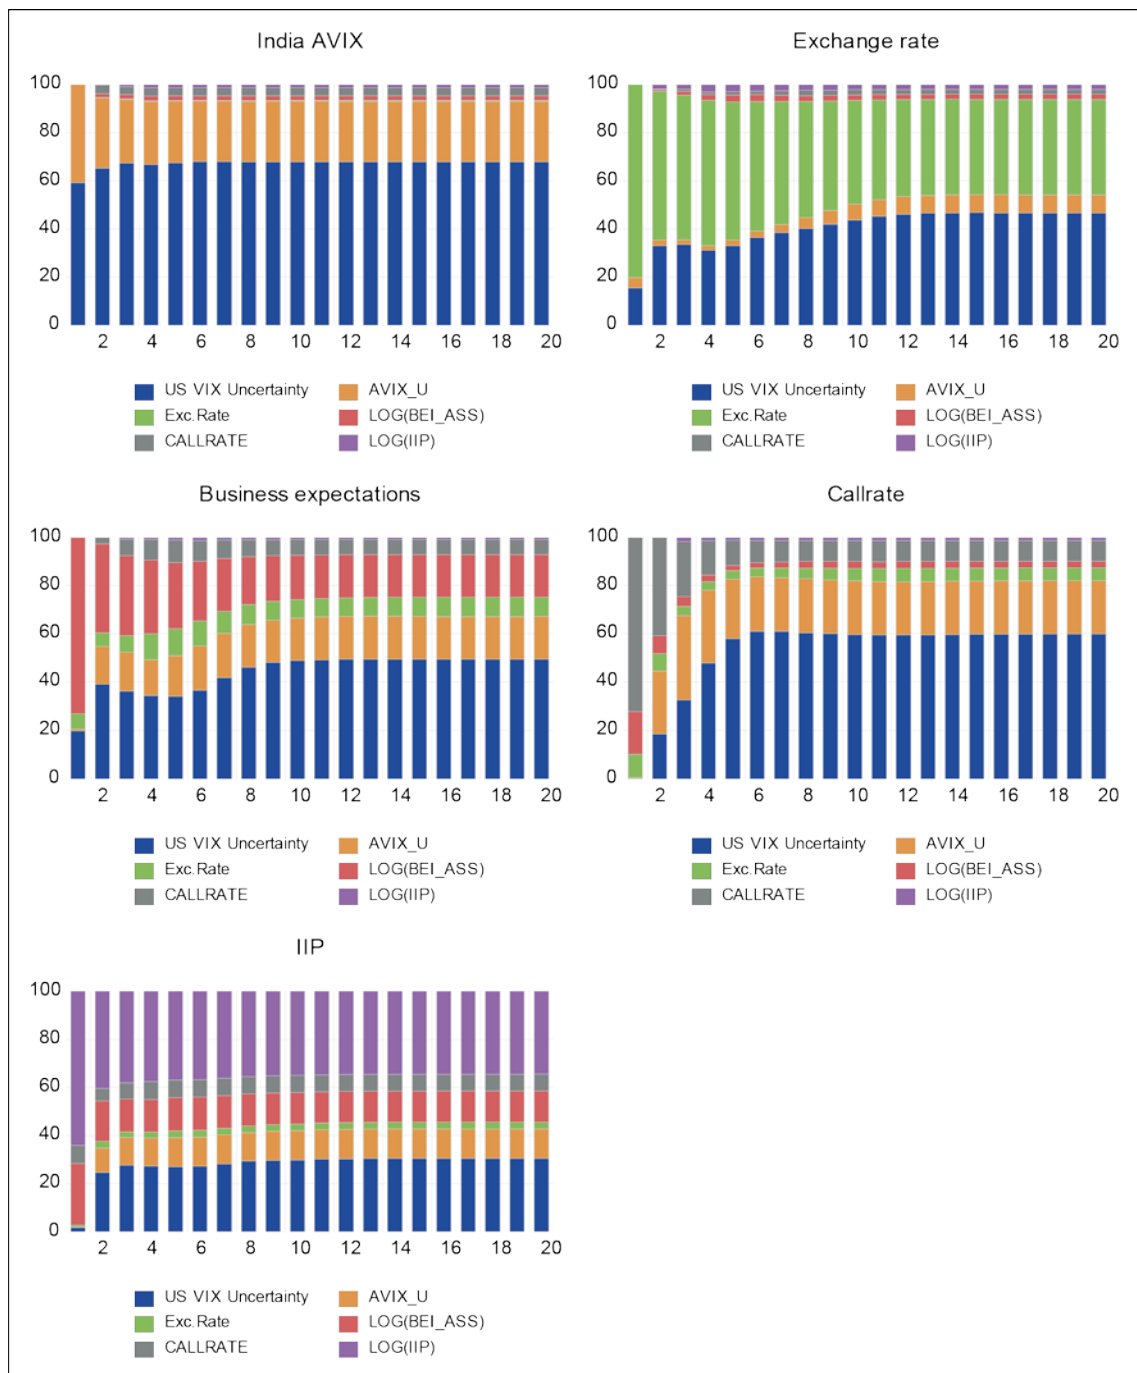 India AVIX
100
80
60
40
20
0
2 4 6 8 10 12 14 16 18 20
US VIX Uncertainty AVIX_U
Exc.Rate LOG(BEI_ASS)
CALLRATE LOG(IIP)
Exchange rate
100
80
60
40
20
0
2 4 6 8 10 12 14 16 18 20
US VIX Uncertainty AVIX_U
Exc.Rate LOG(BEI_ASS)
CALLRATE LOG(IIP)
Business expectations
100
80
60
40
20
0
2 4 6 8 10 12 14 16 18 20
US VIX Uncertainty AVIX_U
Exc.Rate LOG(BEI_ASS)
CALLRATE LOG(IIP)
Callrate
100
80
60
40
20
0
2 4 6 8 10 12 14 16 18 20
US VIX Uncertainty AVIX_U
Exc.Rate LOG(BEI_ASS)
CALLRATE LOG(IIP)
IIP
100
80
60
40
20
0
2 4 6 8 10 12 14 16 18 20
US VIX Uncertainty AVIX_U
Exc.Rate LOG(BEI_ASS)
CALLRATE LOG(IIP)